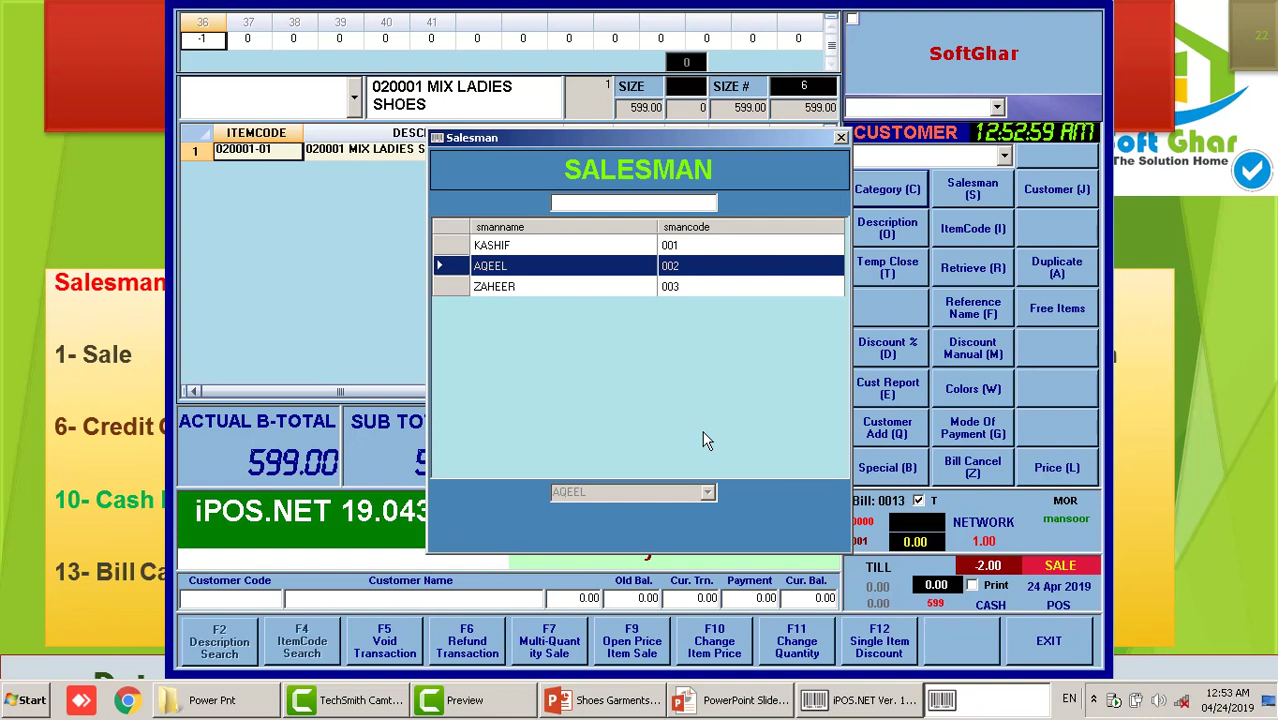 36 37 38 39 40 41
-1 0 0 0 0 0 0 0 0 0 0 0 0 0
0
020001 MIX LADIES
SHOES
1 SIZE SIZE # 6
599.00 0 599.00 599.00
SoftGhar
22
Soft Ghar
The Solution Home
ITEMCODE
1 020001-01 020001 MIX LADIES
CUSTOMER 12:52:59 AM
Salesman
SALESMAN
smanname smancode
KASHIF 001
AQEEL 002
ZAHEER 003
AQEEL
Category (C)
Salesman
(S)
Customer (J)
Description
(O)
ItemCode (I)
Temp Close
(T)
Retrieve (R)
Duplicate
(A)
Reference
Name (F)
Free Items
Discount %
(D)
Discount
Manual (M)
Cust Report
(E)
Colors (W)
Customer
Add (Q)
Mode Of
Payment (G)
Special (B)
Bill Cancel
(Z)
Price (L)
Salesman
1- Sale
6- Credit
10- Cash
13- Bill
ACTUAL B-TOTAL SUB
599.00
iPOS.NET 19.043
Bill: 0013 T MOR
NETWORK mansoor
0.00 1.00
TILL -2.00 SALE
0.00 0.00 Print 24 Apr 2019
0.00 599 CASH POS
Customer Code Customer Name Old Bal. Cur. Trn. Payment Cur. Bal.
0.00 0.00 0.00 0.00
F2
Description
Search
F4
ItemCode
Search
F5
Void
Transaction
F6
Refund
Transaction
F7
Multi-Quant
ity Sale
F9
Open Price
Item Sale
F10
Change
Item Price
F11
Change
Quantity
F12
Single Item
Discount
EXIT
Start Power Pnt TechSmith Camt... Preview Shoes Garments... PowerPoint Slide... iPOS.NET Ver. 1... EN 12:53 AM
04/24/2019